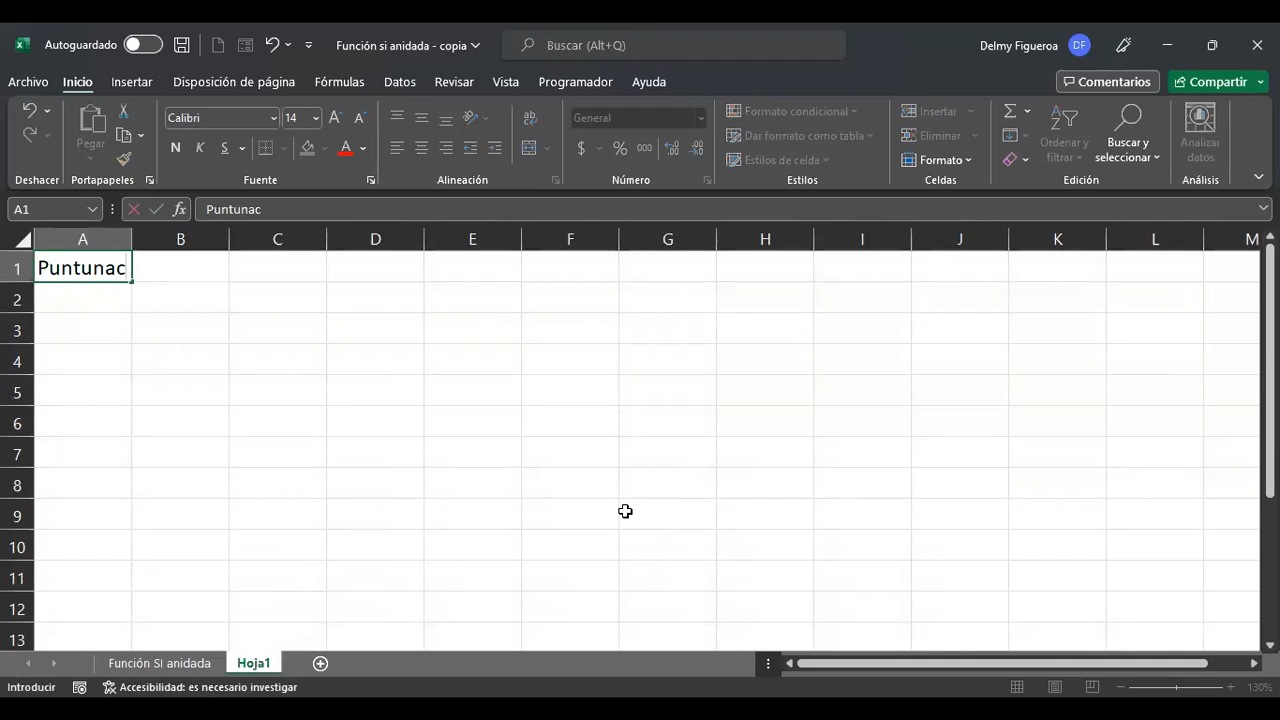 Autoguardado
Función si anidada - copia
Buscar (Alt+Q)
Delmy Figueroa
DF
Archivo Inicio Insertar Disposición de página Fórmulas Datos Revisar Vista Programador Ayuda
Comentarios
Compartir
Pegar
Calibri
14
N K S
A
General
$ % 000
Formato condicional
Dar formato como tabla
Estilos de celda
Insertar
Eliminar
Formato
Ordenar y
filtrar
Buscar y
seleccionar
Analizar
datos
Deshacer
Portapapeles
Fuente
Alineación
Número
Estilos
Celdas
Edición
Análisis
A1
fx
Puntunac
A B C D E F G H I J K L M
1 Puntunac
2
3
4
5
6
7
8
9
10
11
12
13
Función SI anidada
Hoja1
Introducir
Accesibilidad: es necesario investigar
130%